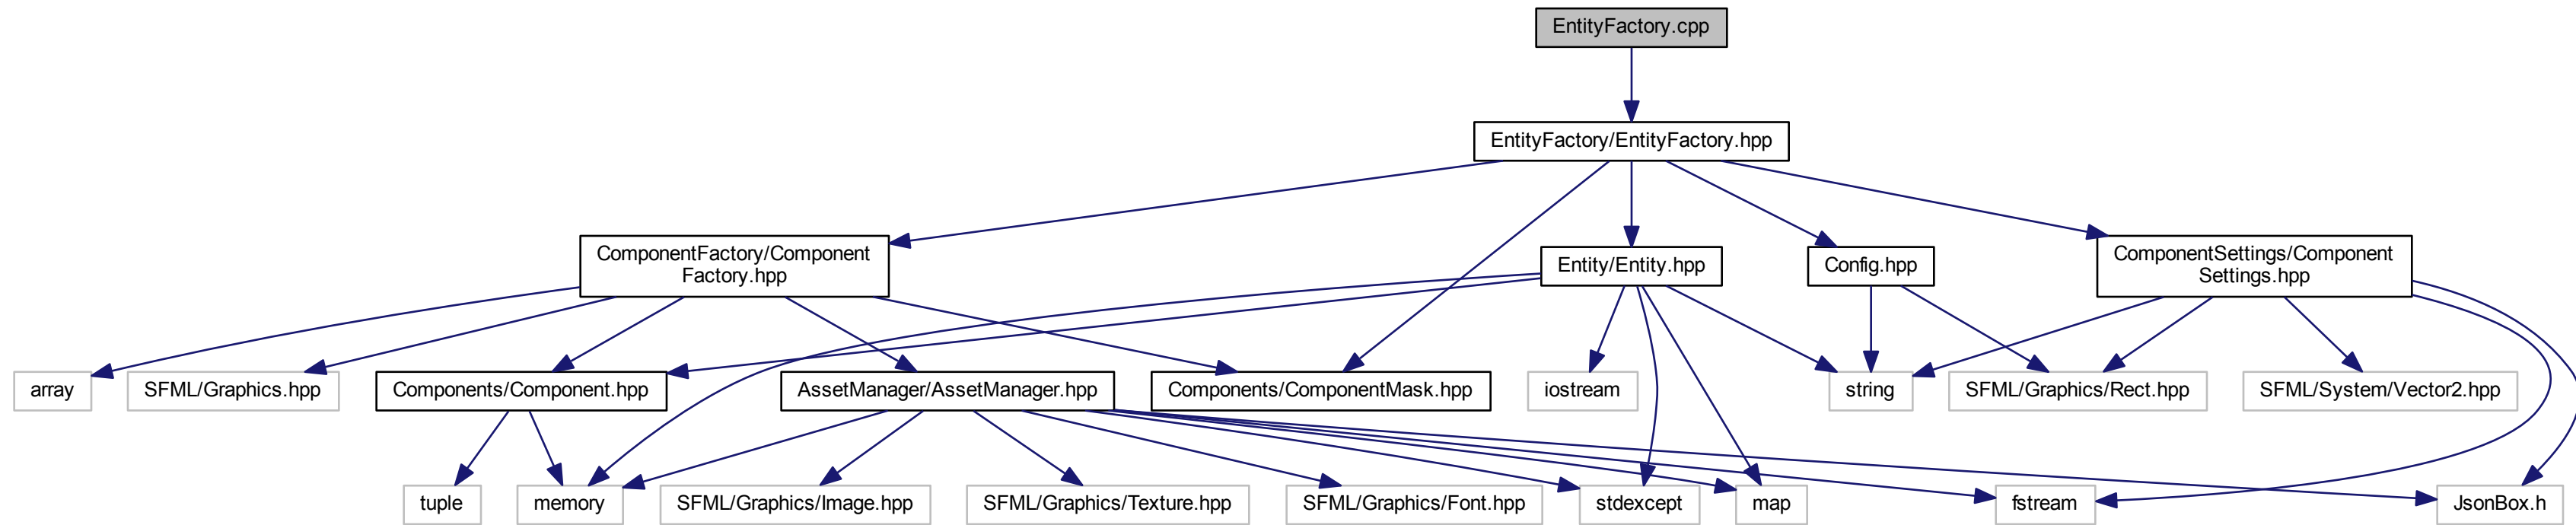 EntityFactory.cpp
EntityFactory/EntityFactory.hpp
ComponentFactory/Component
Factory.hpp
Entity/Entity.hpp
Config.hpp
ComponentSettings/Component
Settings.hpp
array
SFML/Graphics.hpp
Components/Component.hpp
AssetManager/AssetManager.hpp
Components/ComponentMask.hpp
iostream
string
SFML/Graphics/Rect.hpp
SFML/System/Vector2.hpp
tuple
memory
SFML/Graphics/Image.hpp
SFML/Graphics/Texture.hpp
SFML/Graphics/Font.hpp
stdexcept
map
fstream
JsonBox.h